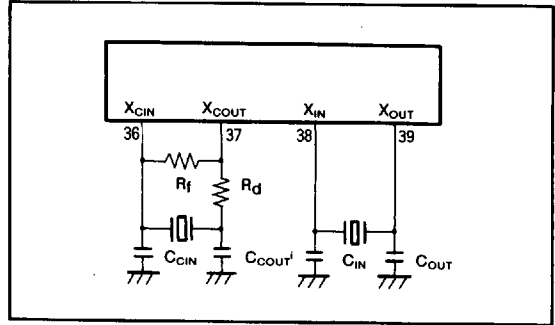 XCIN XCOUT XIN XOUT
36 37 38 39
Rf Rd
CCIN CCOUT CIN COUT